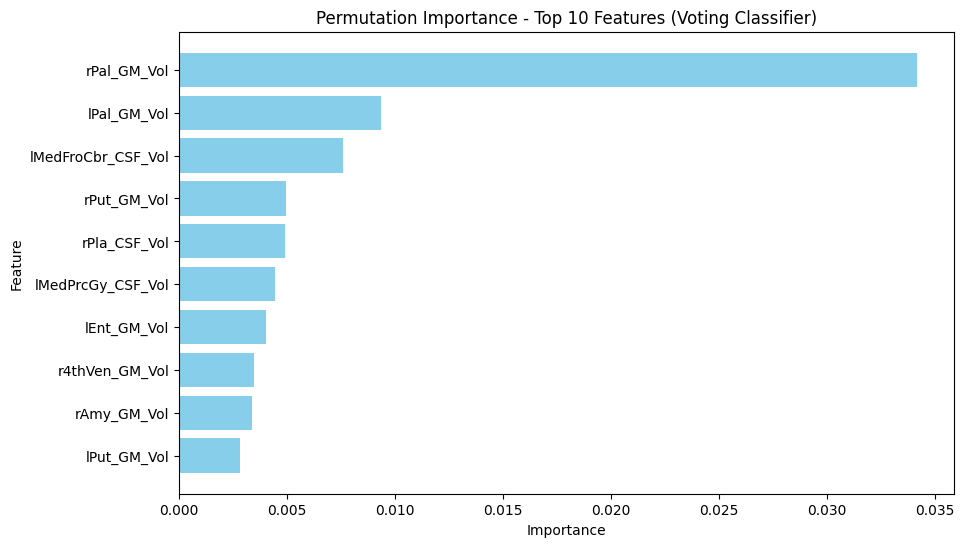 Permutation Importance - Top 10 Features (Voting Classifier)
Feature
rPal_GM_Vol
lPal_GM_Vol
lMedFroCbr_CSF_Vol
rPut_GM_Vol
rPla_CSF_Vol
lMedPrcGy_CSF_Vol
lEnt_GM_Vol
r4thVen_GM_Vol
rAmy_GM_Vol
lPut_GM_Vol
0.000 0.005 0.010 0.015 0.020 0.025 0.030 0.035
Importance